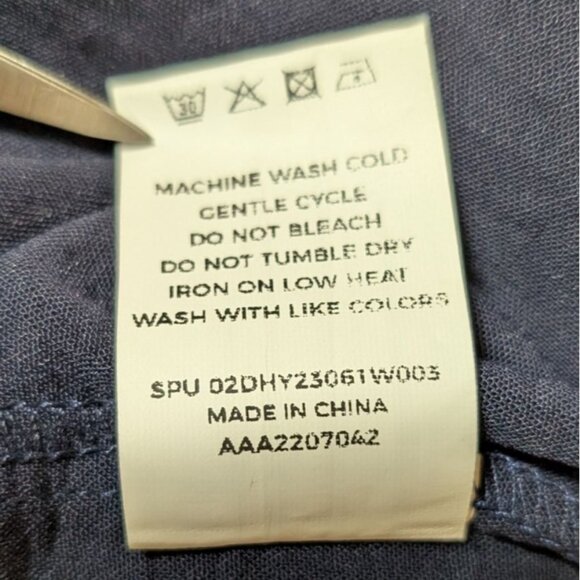 30
MACHINE WASH COLD
GENTLE CYCLE
DO NOT BLEACH
DO NOT TUMBLE DRY
IRON ON LOW HEAT
WASH WITH LIKE COLORS
SPU 02DHY23061W003
MADE IN CHINA
AAA2207042